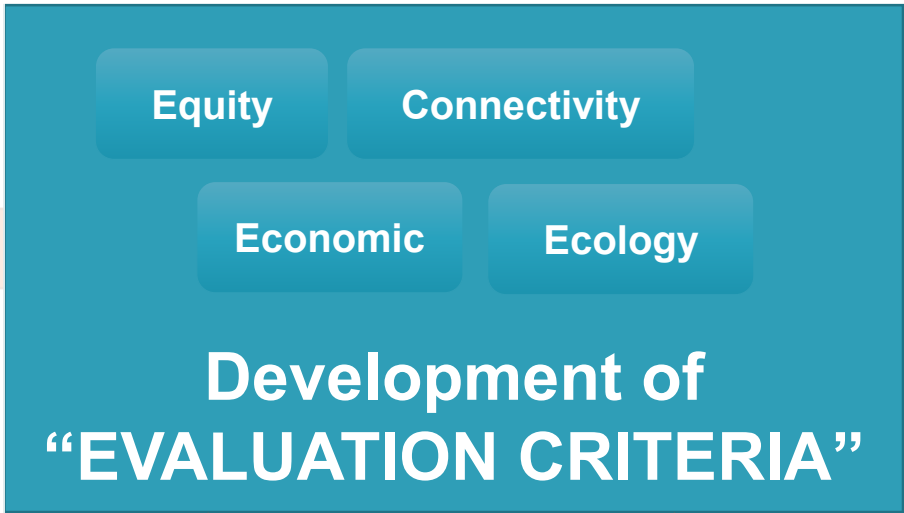 Equity
Connectivity
Economic
Ecology
Development of
“EVALUATION CRITERIA”